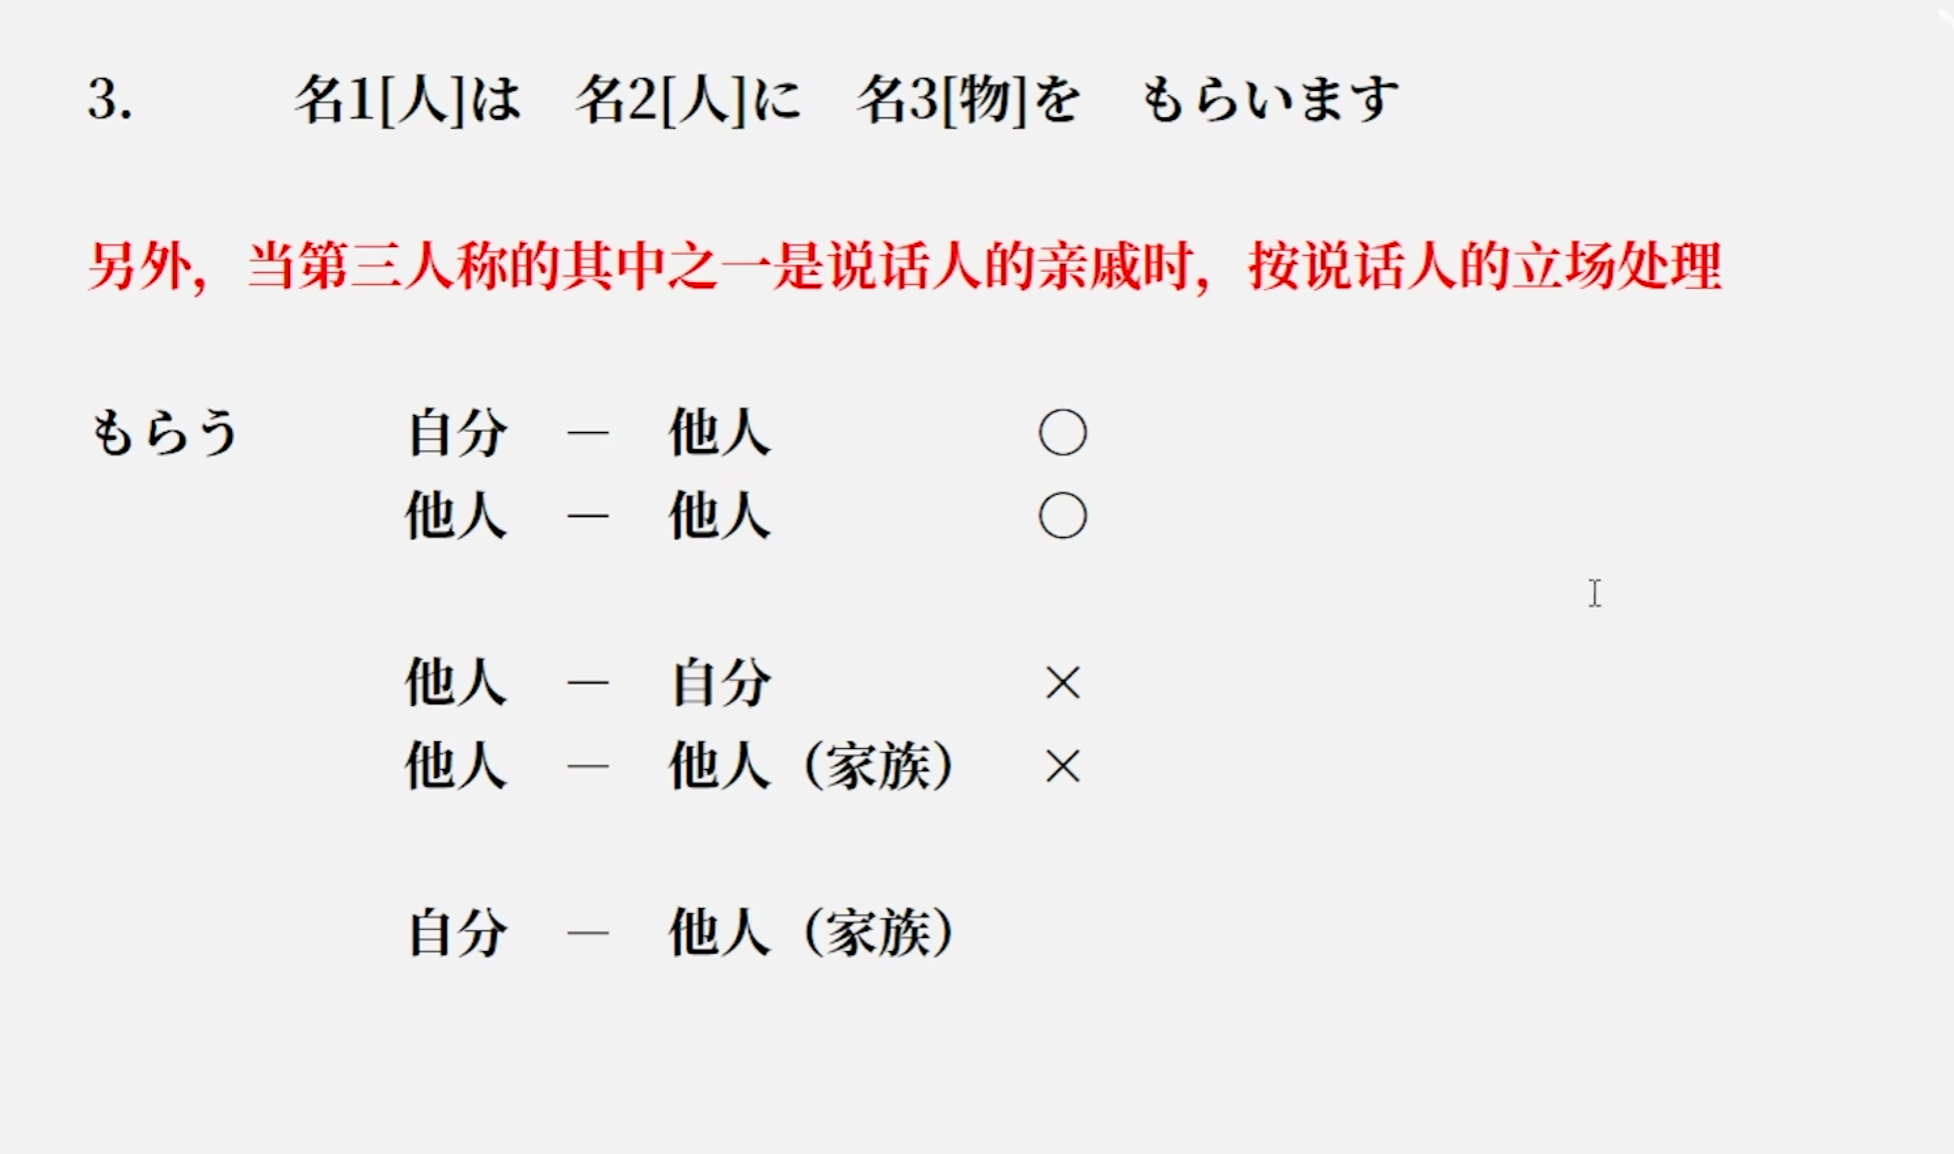 3.　　　名1[人]は　名2[人]に　名3[物]を　もらいます
另外，当第三人称的其中之一是说话人的亲戚时，按说话人的立场处理
もらう　　　自分　―　他人　　　　　〇
他人　―　他人　　　　　〇
他人　―　自分　　　　　×
他人　―　他人（家族）　×
自分　―　他人（家族）